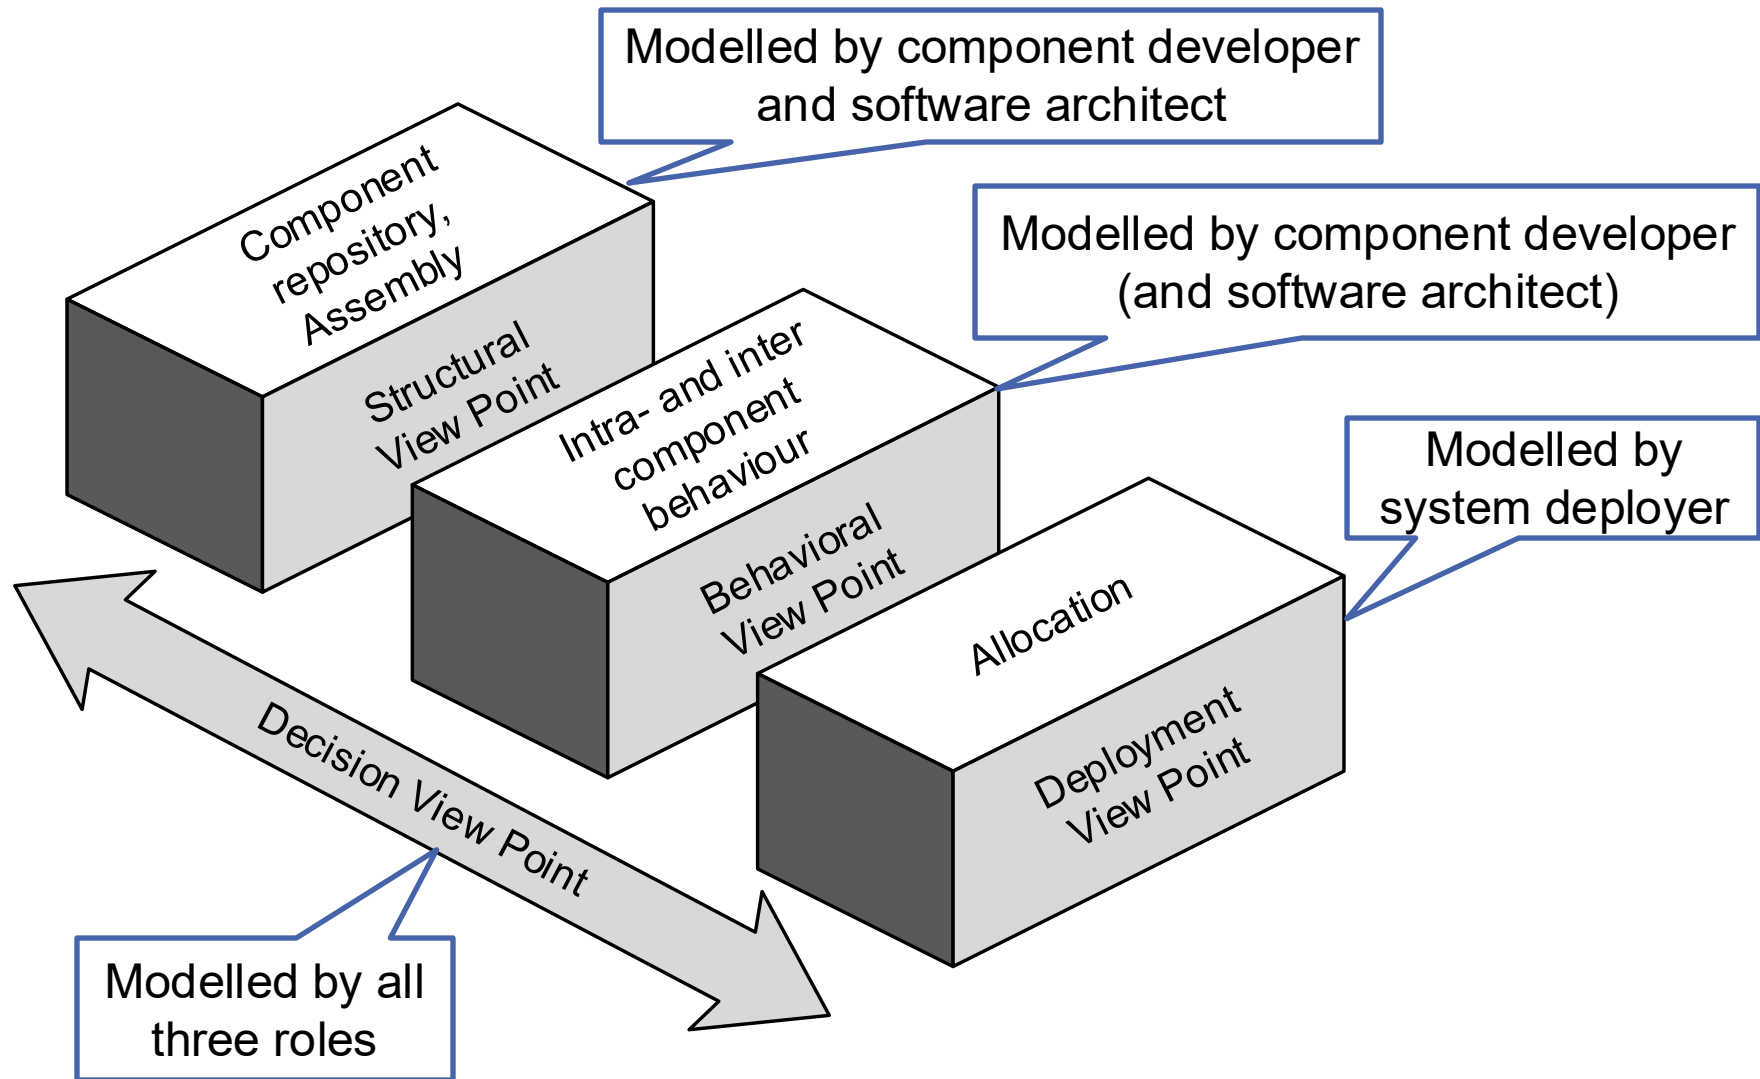 Modelled by component developer
and software architect
Component
repository,
Assembly
Structural
View Point
Modelled by component developer
(and software architect)
Intra- and inter
component
behaviour
Behavioral
View Point
Modelled by
system deployer
Allocation
Deployment
View Point
Decision View Point
Modelled by all
three roles